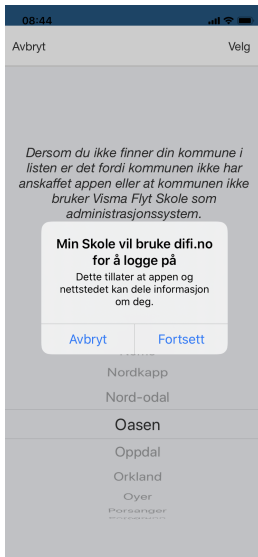 08:44
Avbryt Velg
Dersom du ikke finner din kommune i
listen er det fordi kommunen ikke har
anskaffet appen eller at kommunen ikke
bruker Visma Flyt Skole som
administrasjonssystem.
Min Skole vil bruke difi.no
for å logge på
Dette tillater at appen og
nettstedet kan dele informasjon
om deg.
Avbryt Fortsett
Nordkapp
Nord-odal
Oasen
Oppdal
Orkland
Oyer
Porsanger